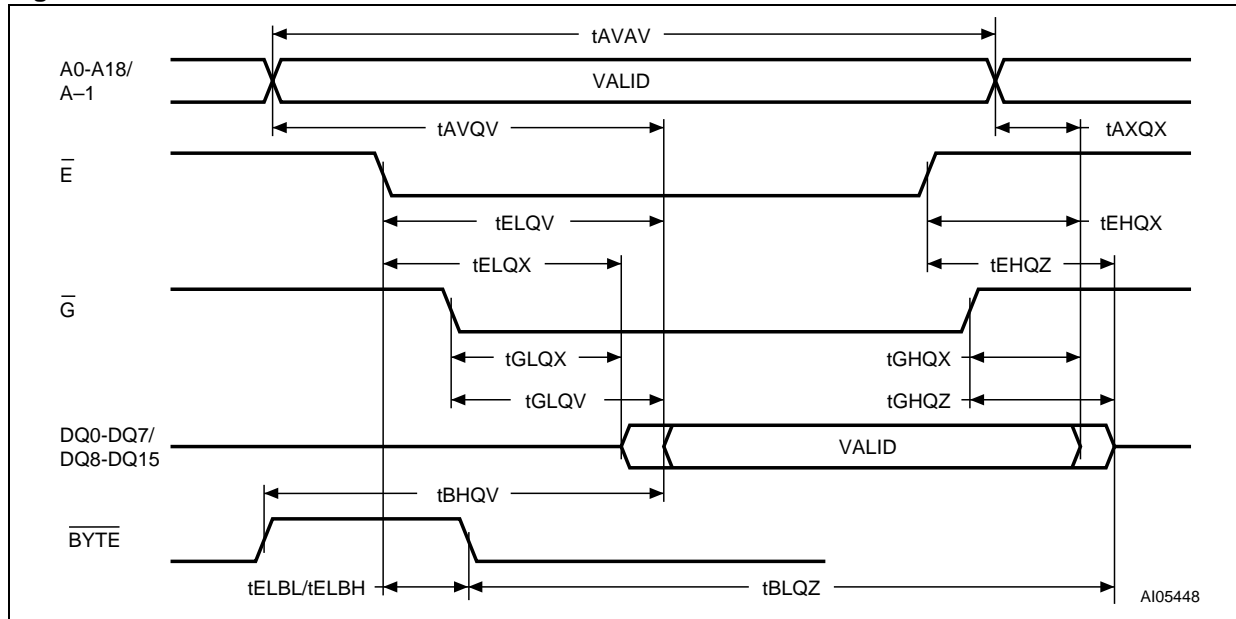 tAVAV
A0-A18/
A–1
VALID
tAVQV
tAXQX
E
tELQV
tEHQX
tELQX
tEHQZ
G
tGLQX
tGHQX
tGLQV
tGHQZ
DQ0-DQ7/
DQ8-DQ15
VALID
tBHQV
BYTE
tELBL/tELBH
tBLQZ
AI05448